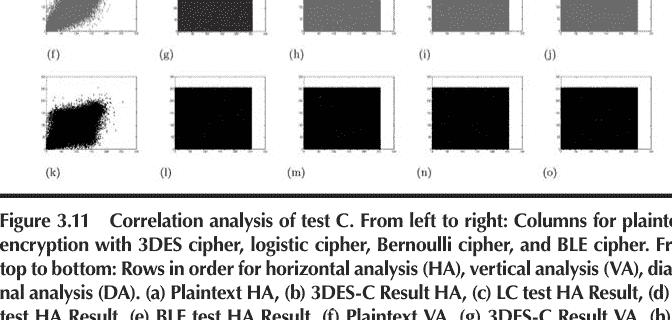 (f) (g) (h) (i) (j)
(k) (l) (m) (n) (o)
Figure 3.11 Correlation analysis of test C. From left to right: Columns for plainte
encryption with 3DES cipher, logistic cipher, Bernoulli cipher, and BLE cipher. Fr
top to bottom: Rows in order for horizontal analysis (HA), vertical analysis (VA), dia
nal analysis (DA). (a) Plaintext HA, (b) 3DES-C Result HA, (c) LC test HA Result, (d)
test HA Result, (e) BLE test HA Result, (f) Plaintext VA, (g) 3DES-C Result VA, (h)